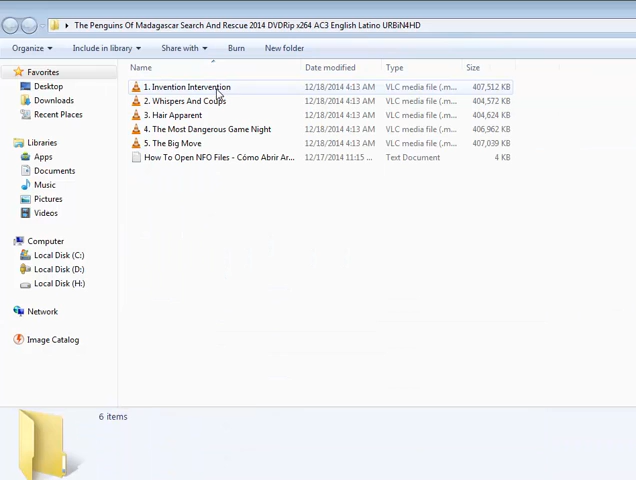 The Penguins Of Madagascar Search And Rescue 2014 DVDRip x264 AC3 English Latino URBiN4HD
Organize Include in library Share with Burn New folder
Name Date modified Type Size
Favorites
Desktop
Downloads
Recent Places
Libraries
Apps
Documents
Music
Pictures
Videos
Computer
Local Disk (C:)
Local Disk (D:)
Local Disk (H:)
Network
Image Catalog
1. Invention Intervention 12/18/2014 4:13 AM VLC media file (.m... 407,512 KB
2. Whispers And Coups 12/18/2014 4:13 AM VLC media file (.m... 404,572 KB
3. Hair Apparent 12/18/2014 4:13 AM VLC media file (.m... 404,624 KB
4. The Most Dangerous Game Night 12/18/2014 4:13 AM VLC media file (.m... 406,962 KB
5. The Big Move 12/18/2014 4:13 AM VLC media file (.m... 407,039 KB
How To Open NFO Files - Cómo Abrir Ar... 12/17/2014 11:15 ... Text Document 4 KB
6 items